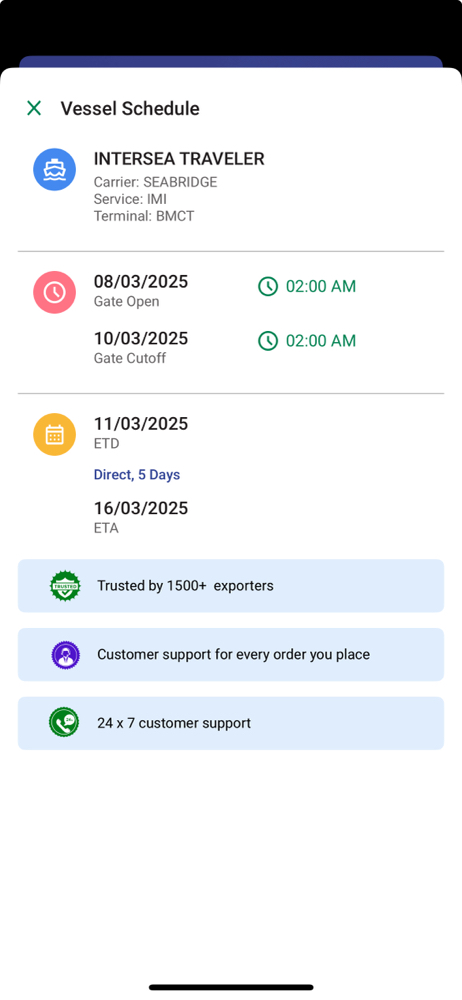 Vessel Schedule
INTERSEA TRAVELER
Carrier: SEABRIDGE
Service: IMI
Terminal: BMCT
08/03/2025 02:00 AM
Gate Open
10/03/2025 02:00 AM
Gate Cutoff
11/03/2025
ETD
Direct, 5 Days
16/03/2025
ETA
TRUSTED
Trusted by 1500+ exporters
Customer support for every order you place
24 x 7 customer support